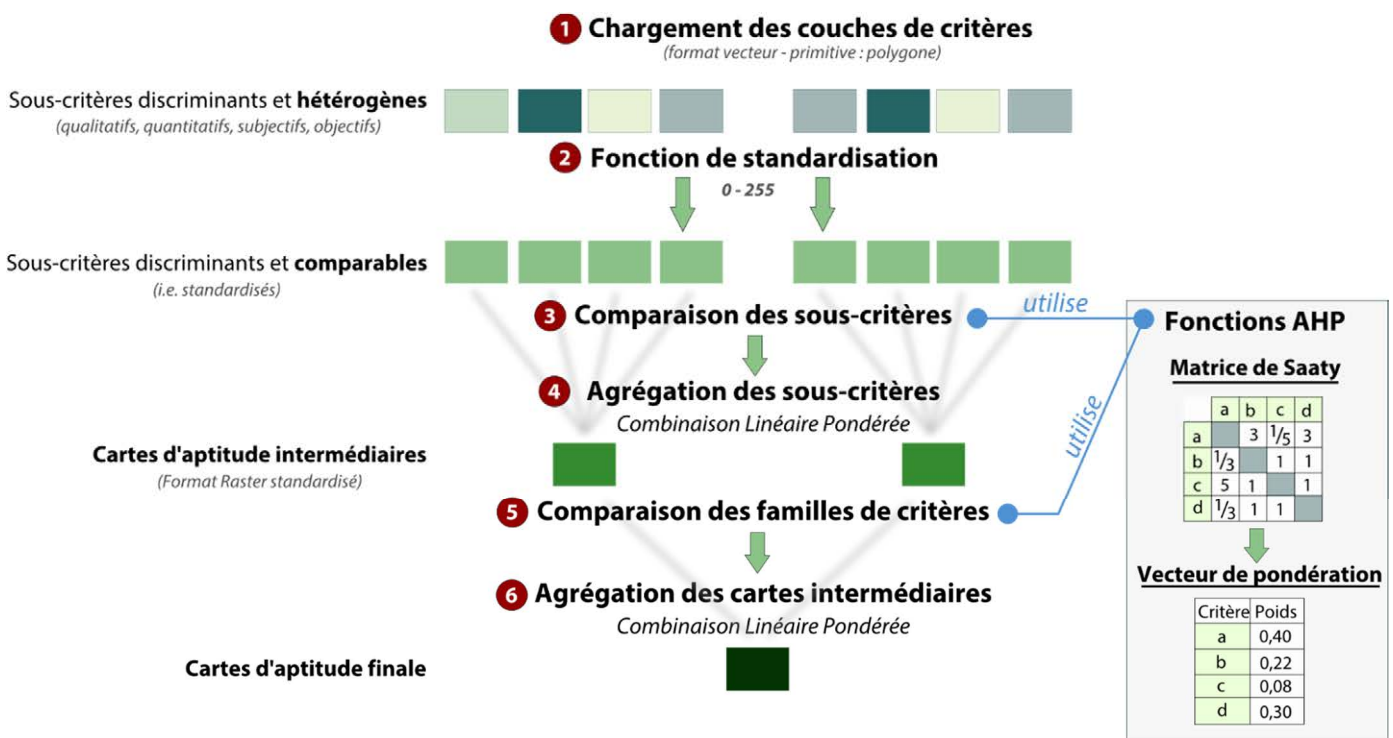 1 Chargement des couches de critères
(format vecteur - primitive : polygone)
Sous-critères discriminants et hétérogènes
(qualitatifs, quantitatifs, subjectifs, objectifs)
2 Fonction de standardisation
0 - 255
Sous-critères discriminants et comparables
(i.e. standardisés)
3 Comparaison des sous-critères
utilise
4 Agrégation des sous-critères
Combinaison Linéaire Pondérée
utilise
Cartes d'aptitude intermédiaires
(Format Raster standardisé)
5 Comparaison des familles de critères
6 Agrégation des cartes intermédiaires
Combinaison Linéaire Pondérée
Cartes d'aptitude finale
Fonctions AHP
Matrice de Saaty
a b c d
a 3 1/5 3
b 1/3 1 1
c 5 1 1
d 1/3 1 1
Vecteur de pondération
Critère Poids
a 0,40
b 0,22
c 0,08
d 0,30